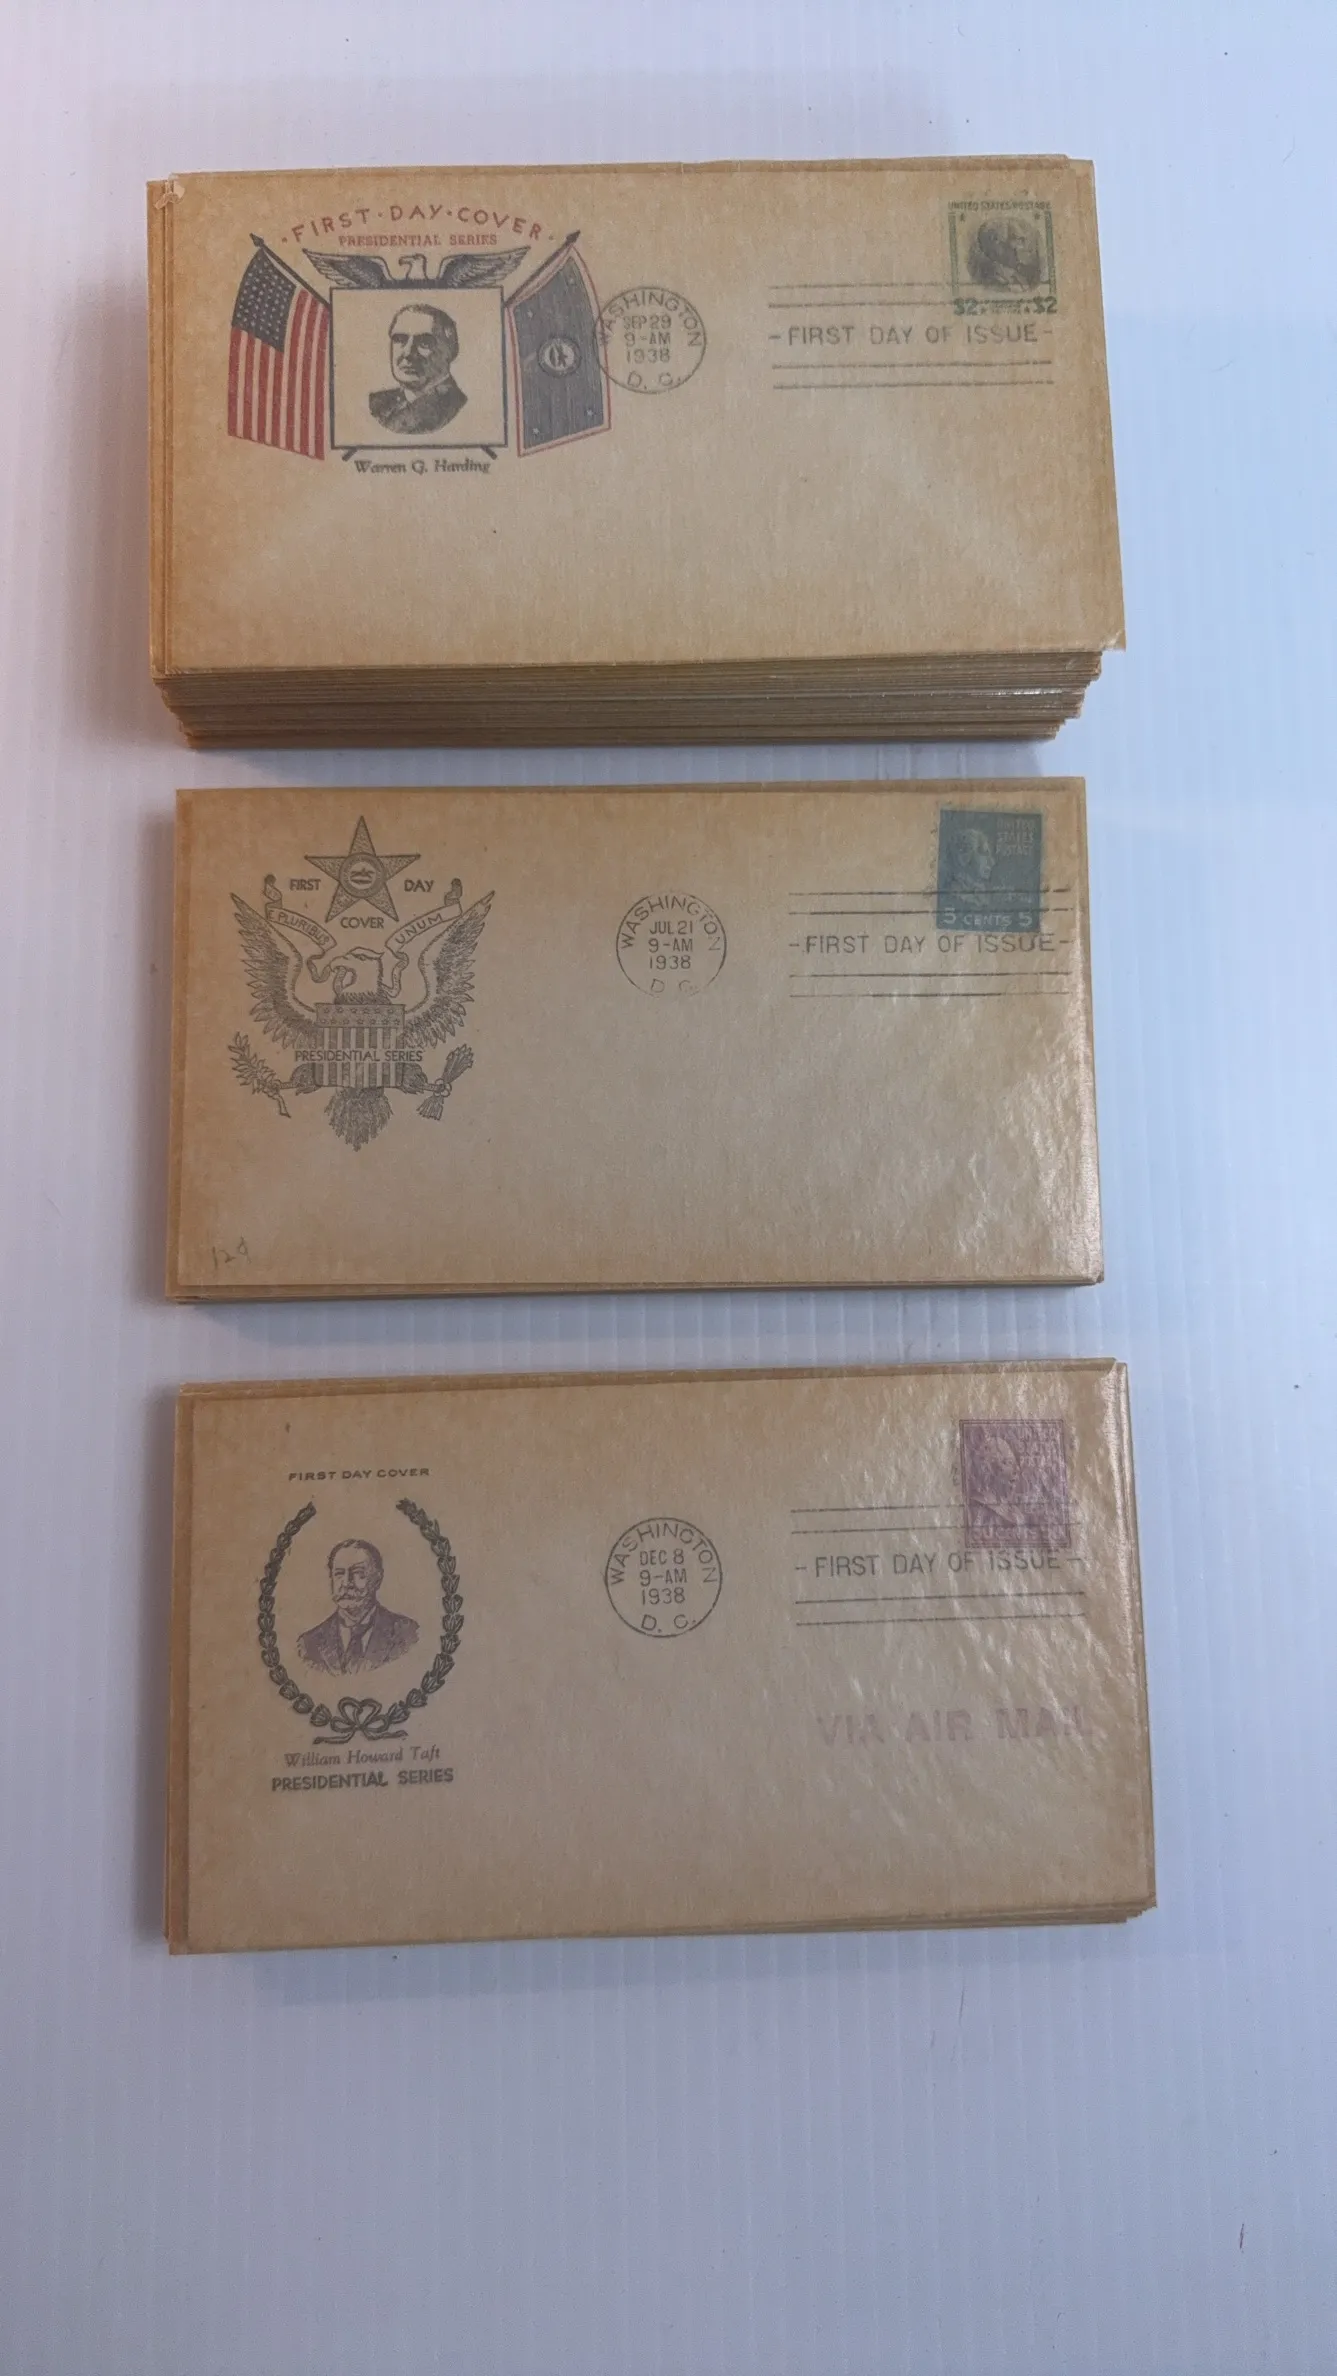 ·FIRST·DAY·COVER·
PRESIDENTIAL SERIES
Warren G. Harding
WASHINGTON
SEP 29
9-AM
1938
D. C.
UNITED STATES POSTAGE
$2 $2
-FIRST DAY OF ISSUE-
FIRST DAY
COVER
E PLURIBUS UNUM
PRESIDENTIAL SERIES
12¢
WASHINGTON
JUL 21
9-AM
1938
D C.
UNITED
STATES
POSTAGE
5 CENTS 5
-FIRST DAY OF ISSUE-
FIRST DAY COVER
William Howard Taft
PRESIDENTIAL SERIES
WASHINGTON
DEC 8
9-AM
1938
D. C.
-FIRST DAY OF ISSUE-
VIA AIR MAIL